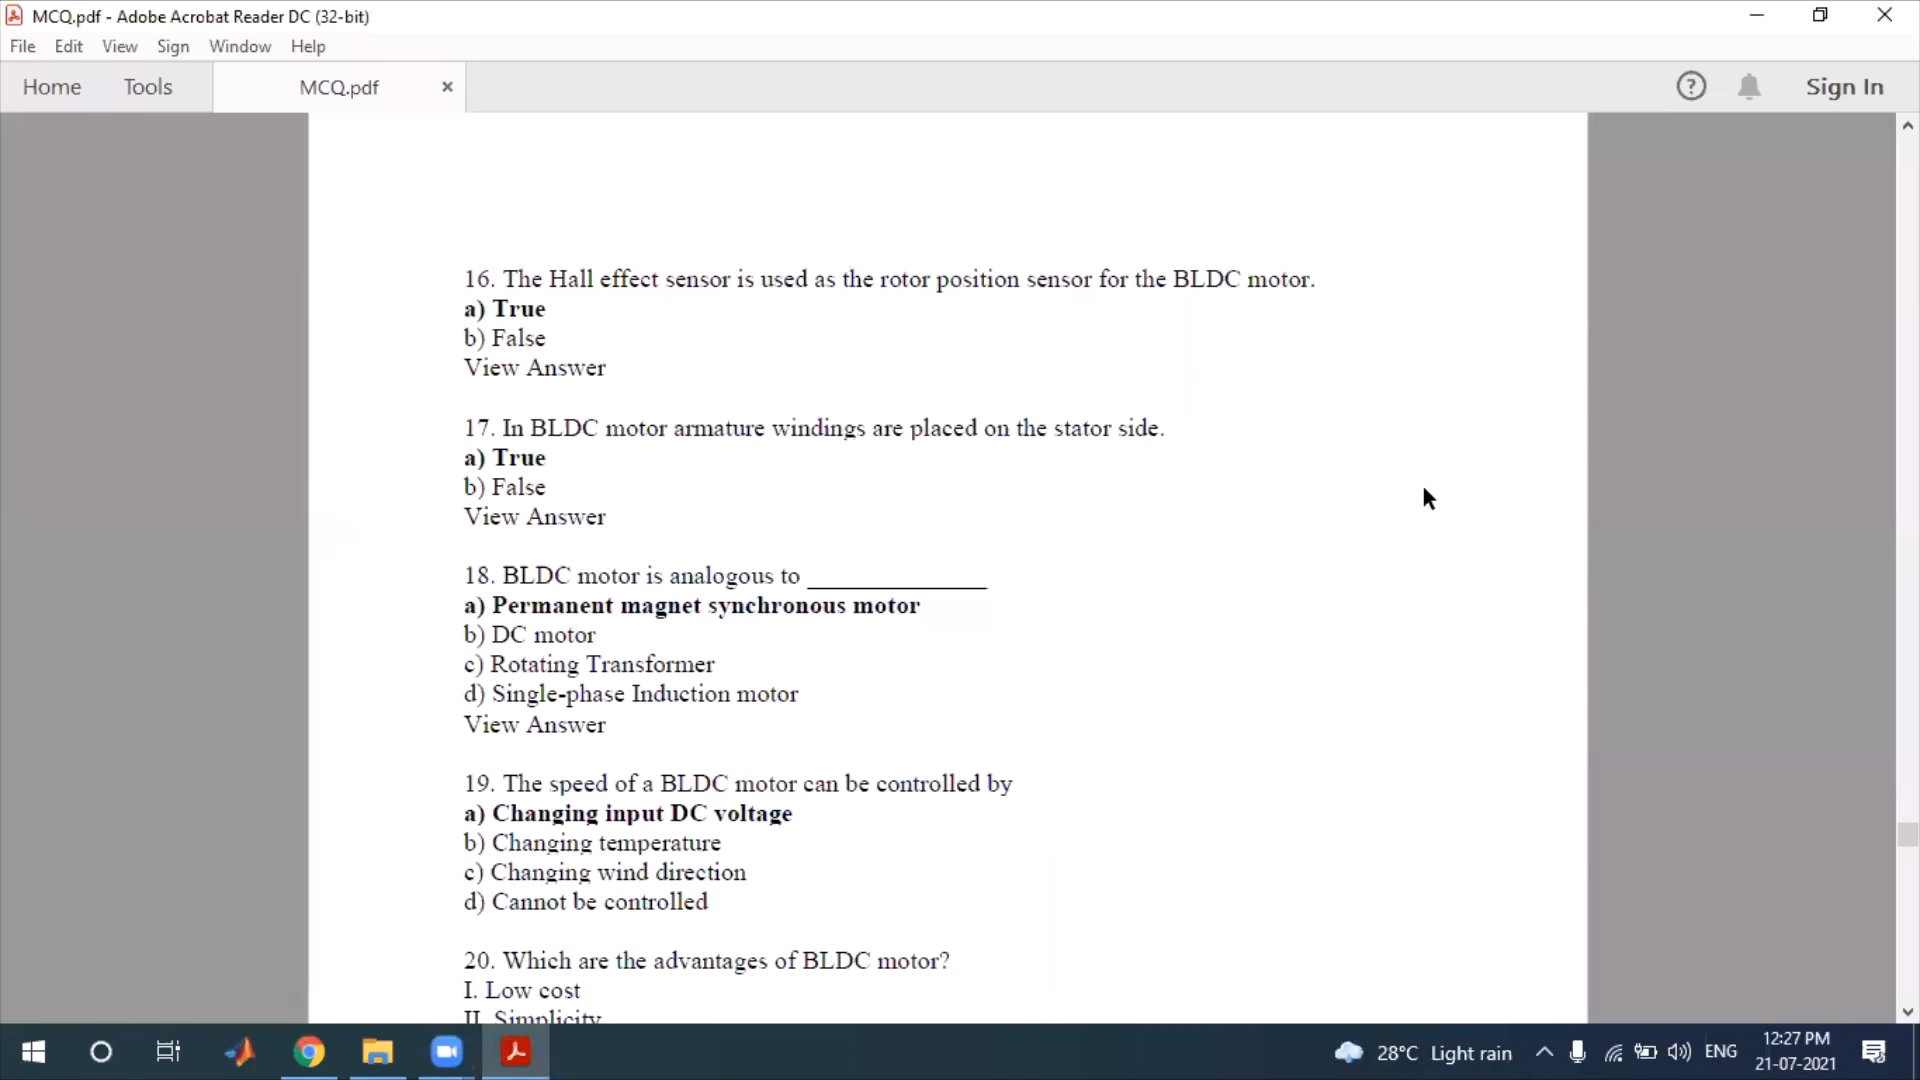 MCQ.pdf - Adobe Acrobat Reader DC (32-bit)
File Edit View Sign Window Help
Home Tools MCQ.pdf × Sign In
16. The Hall effect sensor is used as the rotor position sensor for the BLDC motor.
a) True
b) False
View Answer
17. In BLDC motor armature windings are placed on the stator side.
a) True
b) False
View Answer
18. BLDC motor is analogous to ______________
a) Permanent magnet synchronous motor
b) DC motor
c) Rotating Transformer
d) Single-phase Induction motor
View Answer
19. The speed of a BLDC motor can be controlled by
a) Changing input DC voltage
b) Changing temperature
c) Changing wind direction
d) Cannot be controlled
20. Which are the advantages of BLDC motor?
I. Low cost
II. Simplicity
28°C Light rain ENG 12:27 PM
21-07-2021